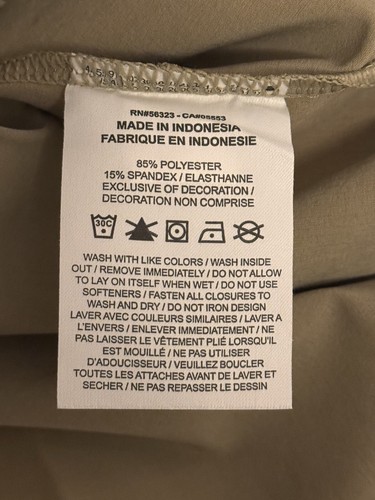 RN#56323 - CA#05553
MADE IN INDONESIA
FABRIQUE EN INDONESIE
85% POLYESTER
15% SPANDEX / ELASTHANNE
EXCLUSIVE OF DECORATION /
DECORATION NON COMPRISE
30C
WASH WITH LIKE COLORS / WASH INSIDE
OUT / REMOVE IMMEDIATELY / DO NOT ALLOW
TO LAY ON ITSELF WHEN WET / DO NOT USE
SOFTENERS / FASTEN ALL CLOSURES TO
WASH AND DRY / DO NOT IRON DESIGN
LAVER AVEC COULEURS SIMILAIRES / LAVER A
L'ENVERS / ENLEVER IMMEDIATEMENT / NE
PAS LAISSER LE VÊTEMENT PLIÉ LORSQU'IL
EST MOUILLÉ / NE PAS UTILISER
D'ADOUCISSEUR / VEUILLEZ BOUCLER
TOUTES LES ATTACHES AVANT DE LAVER ET
SECHER / NE PAS REPASSER LE DESSIN